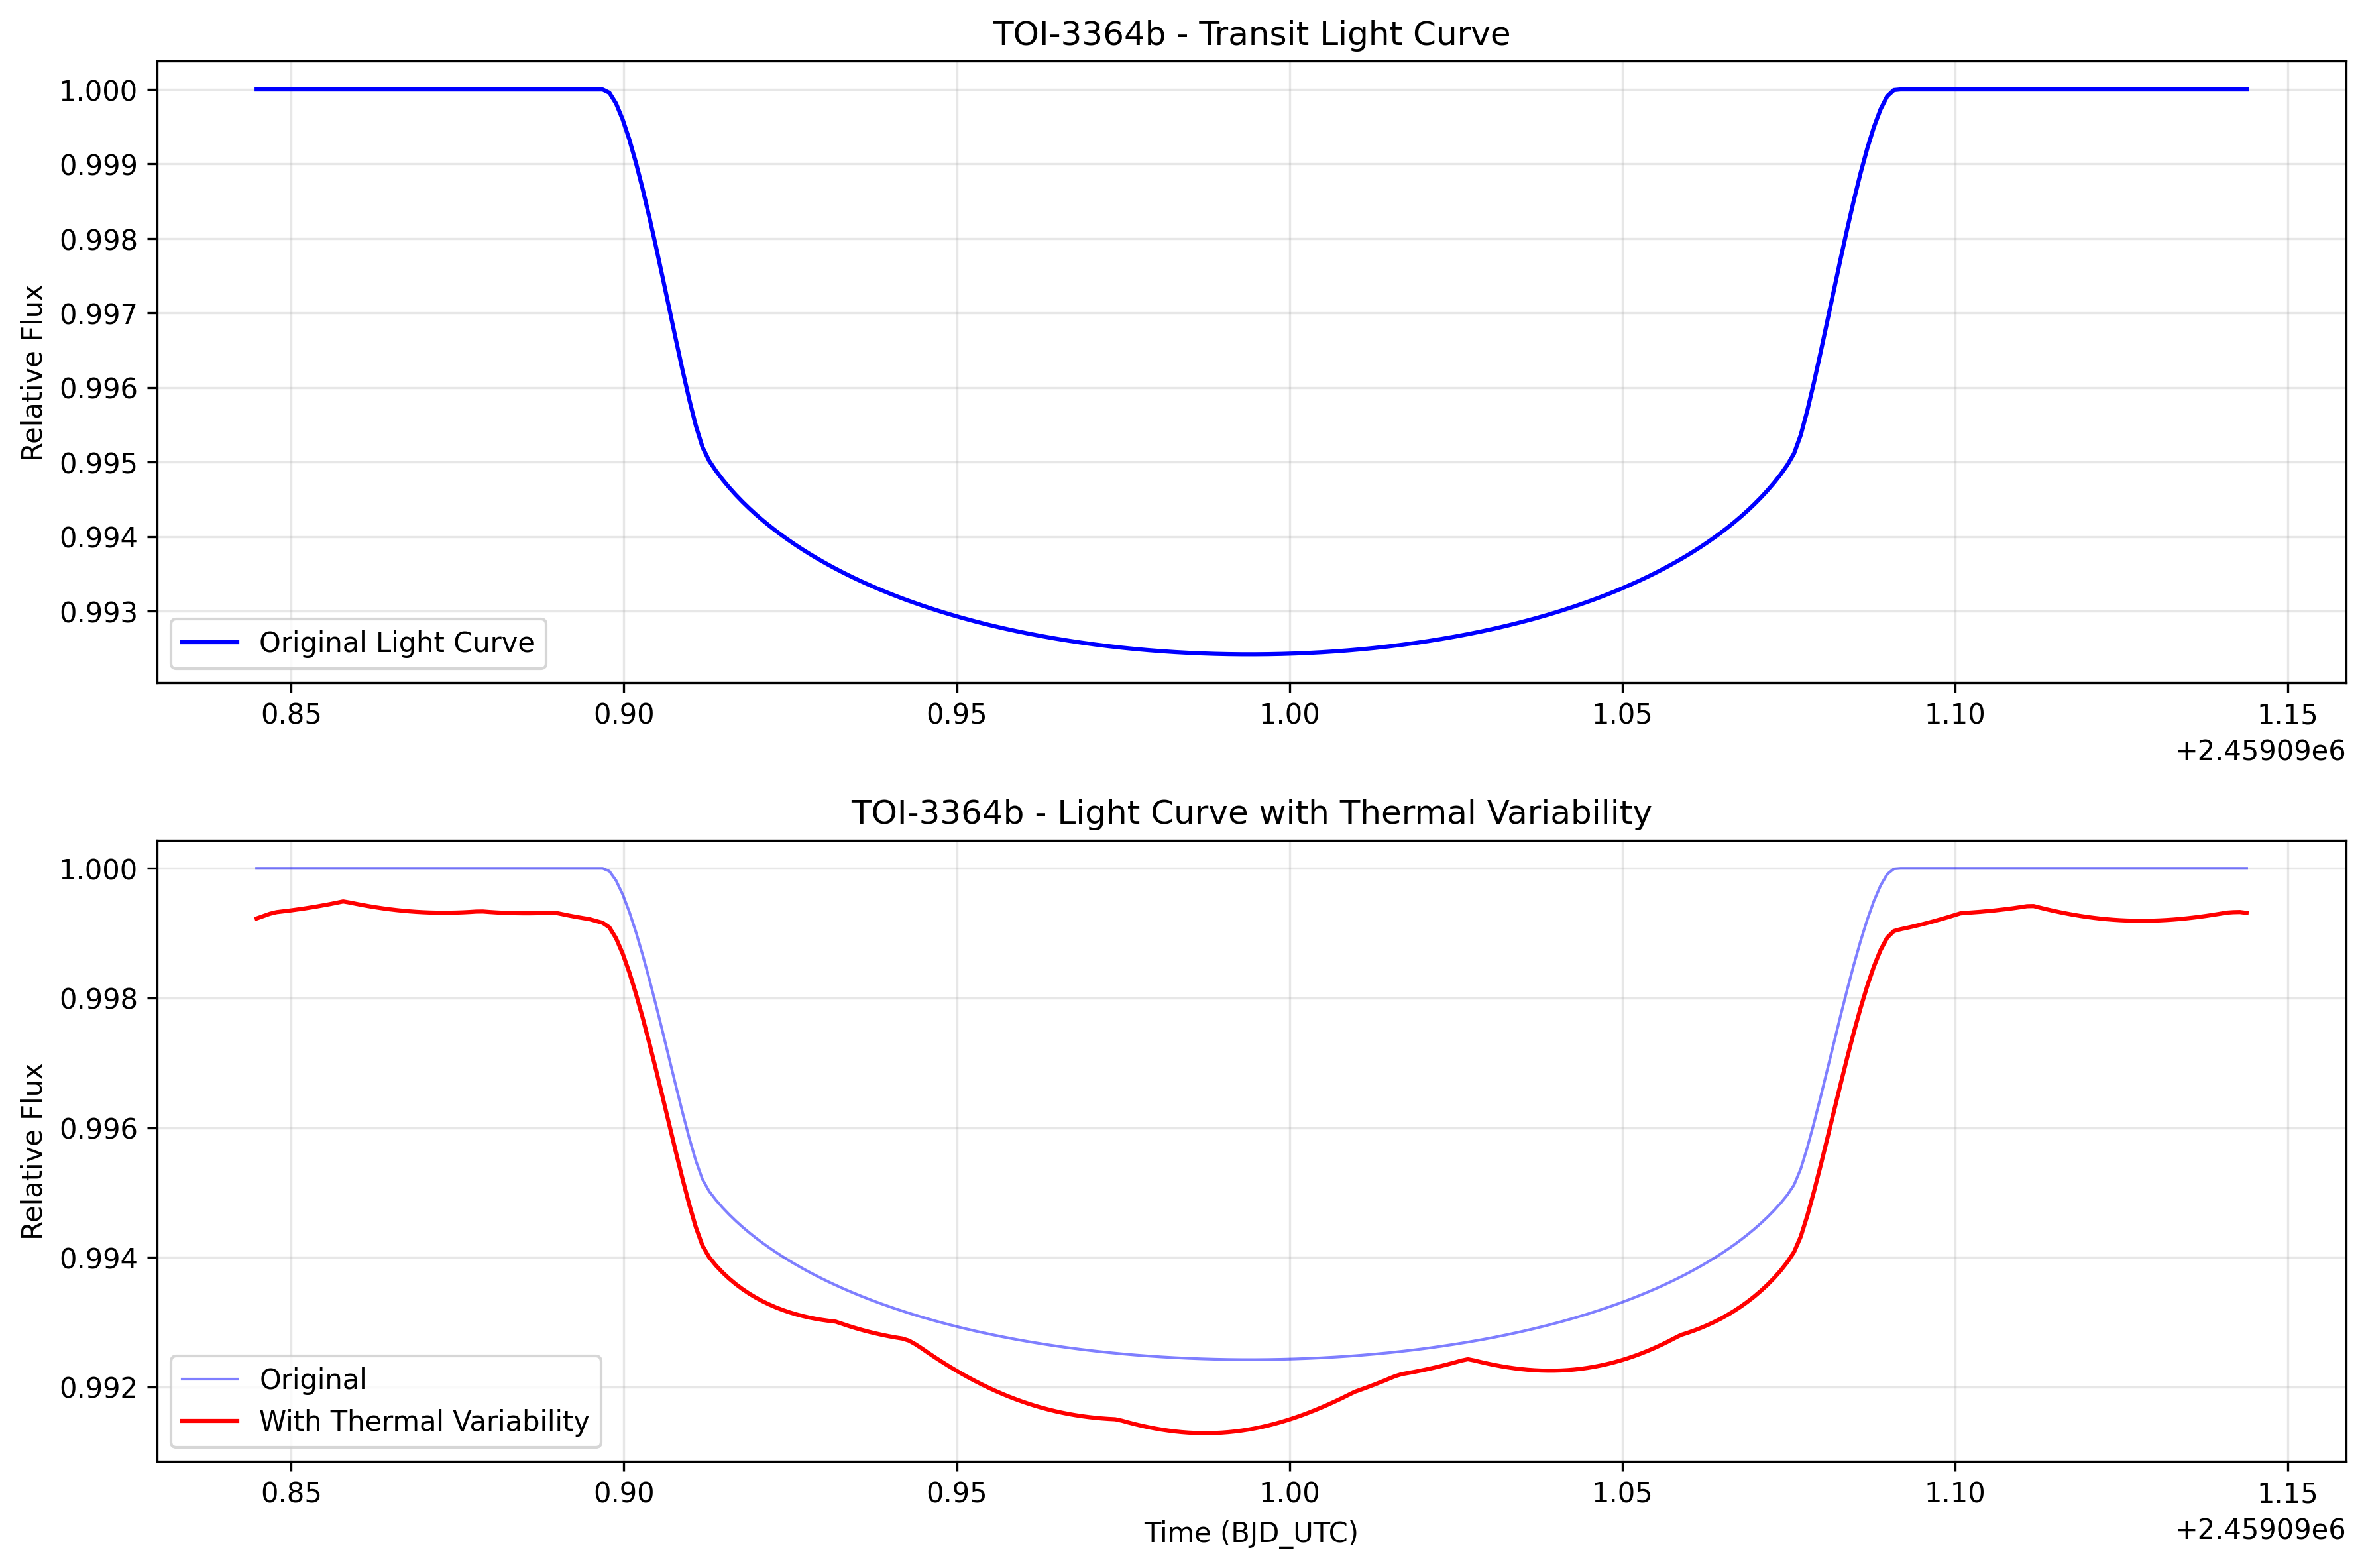 TOI-3364b - Transit Light Curve
1.000
0.999
0.998
0.997
0.996
0.995
0.994
0.993
Relative Flux
Original Light Curve
0.85 0.90 0.95 1.00 1.05 1.10 1.15
+2.45909e6
TOI-3364b - Light Curve with Thermal Variability
1.000
0.998
0.996
0.994
0.992
Relative Flux
Original
With Thermal Variability
0.85 0.90 0.95 1.00 1.05 1.10 1.15
Time (BJD_UTC)
+2.45909e6